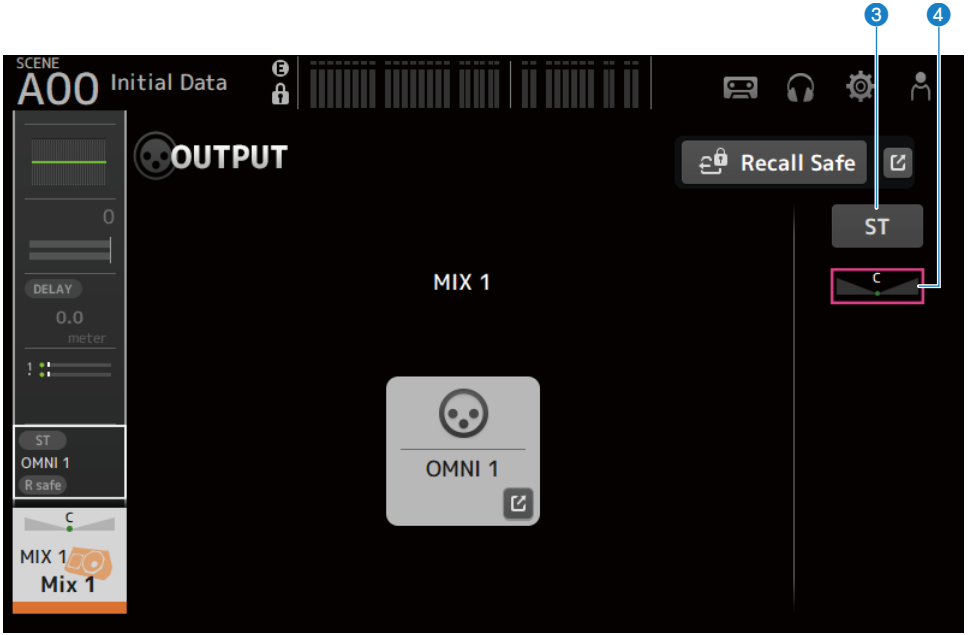 3 4
SCENE
A00 Initial Data E
OUTPUT
Recall Safe
0
ST
C
DELAY
MIX 1
0.0
meter
1
ST
OMNI 1
OMNI 1
R safe
C
MIX 1
Mix 1